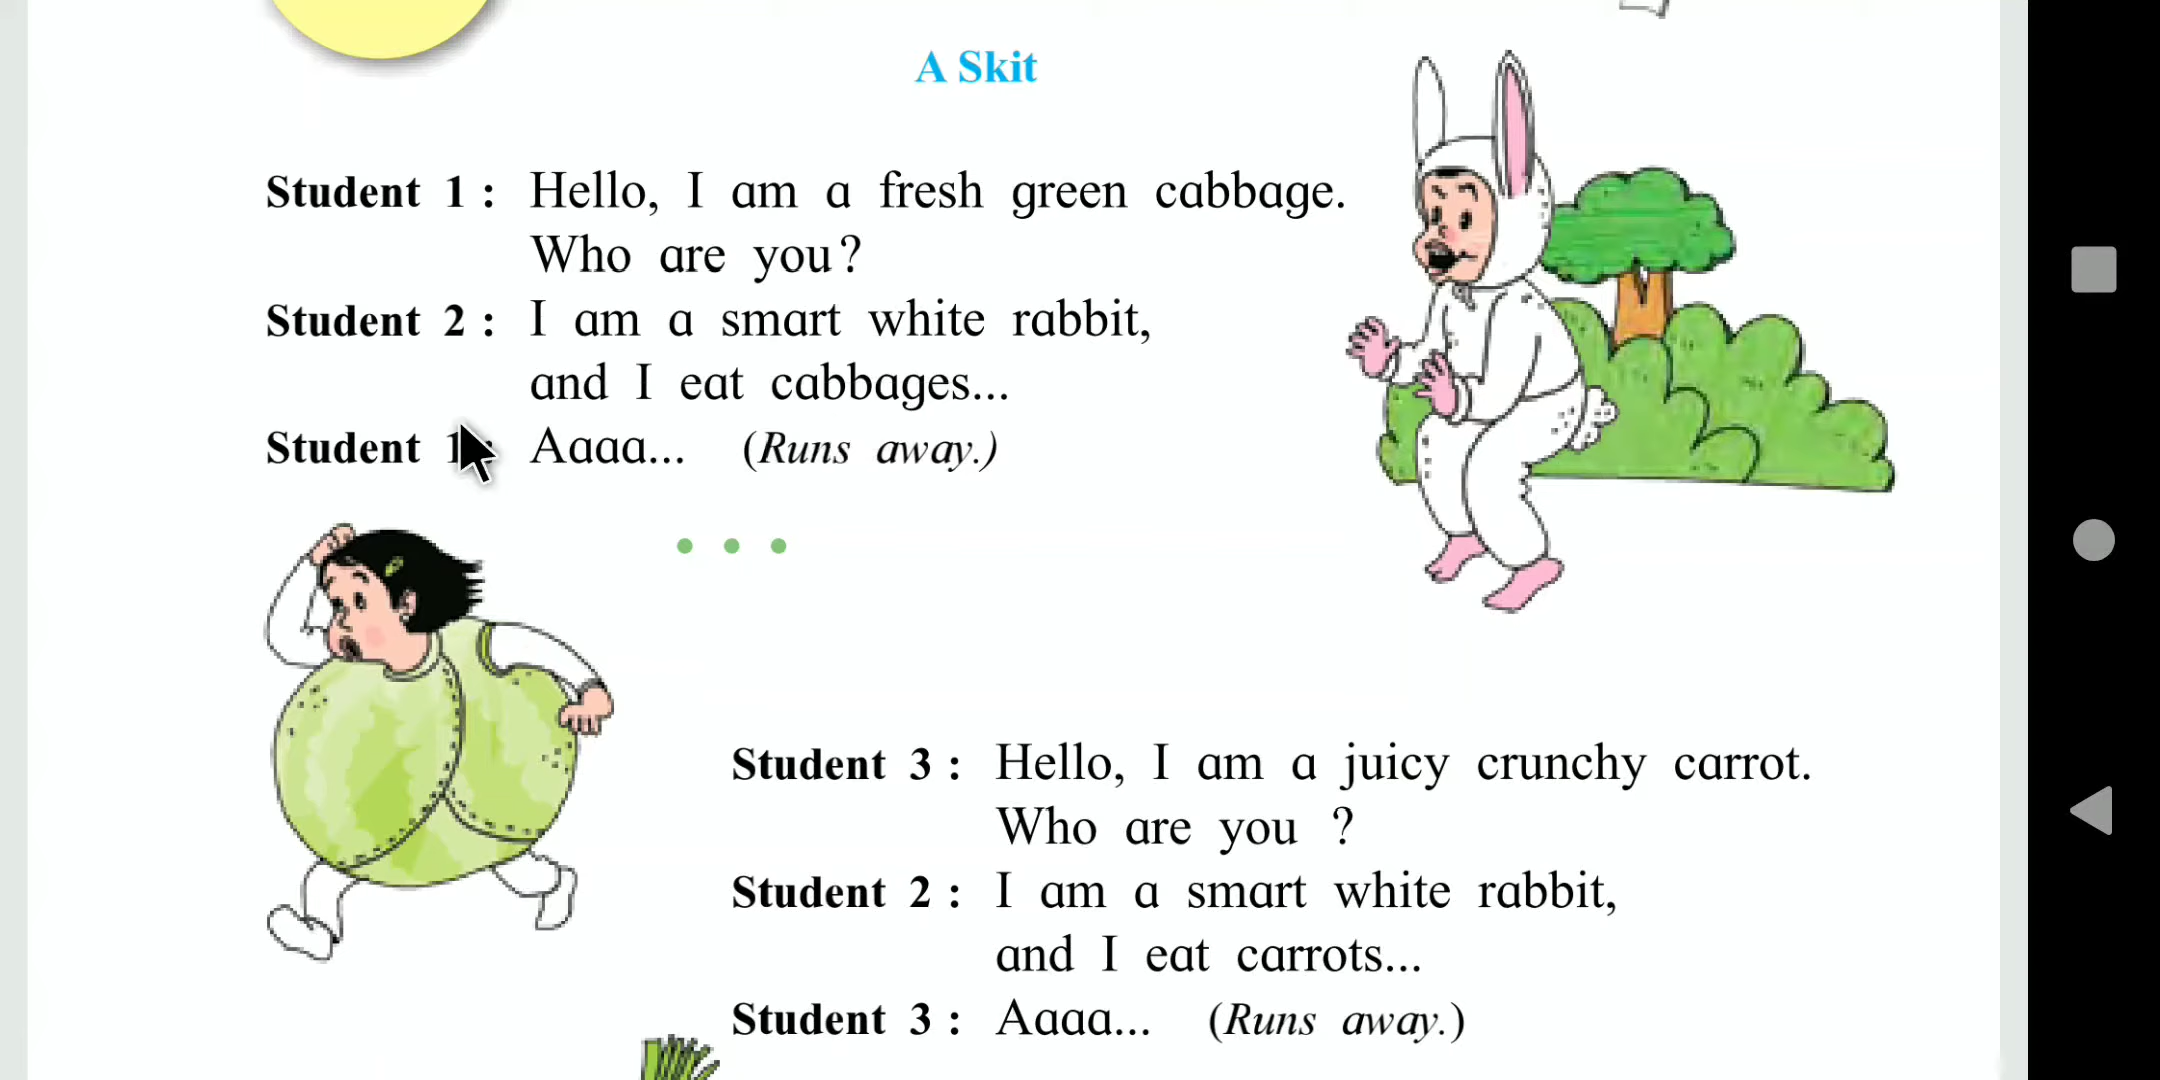 A Skit
Student 1 : Hello, I am a fresh green cabbage.
Who are you?
Student 2 : I am a smart white rabbit,
and I eat cabbages...
Student 1 : Aaaa... (Runs away.)
Student 3 : Hello, I am a juicy crunchy carrot.
Who are you ?
Student 2 : I am a smart white rabbit,
and I eat carrots...
Student 3 : Aaaa... (Runs away.)